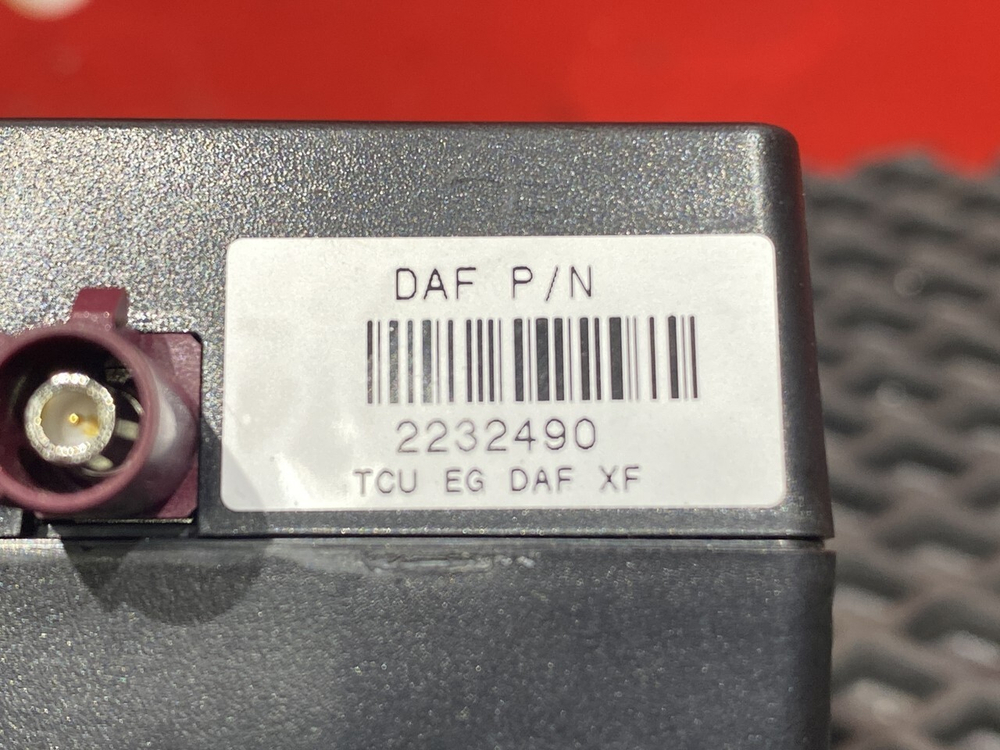 DAF P/N
2232490
TCU EG DAF XF